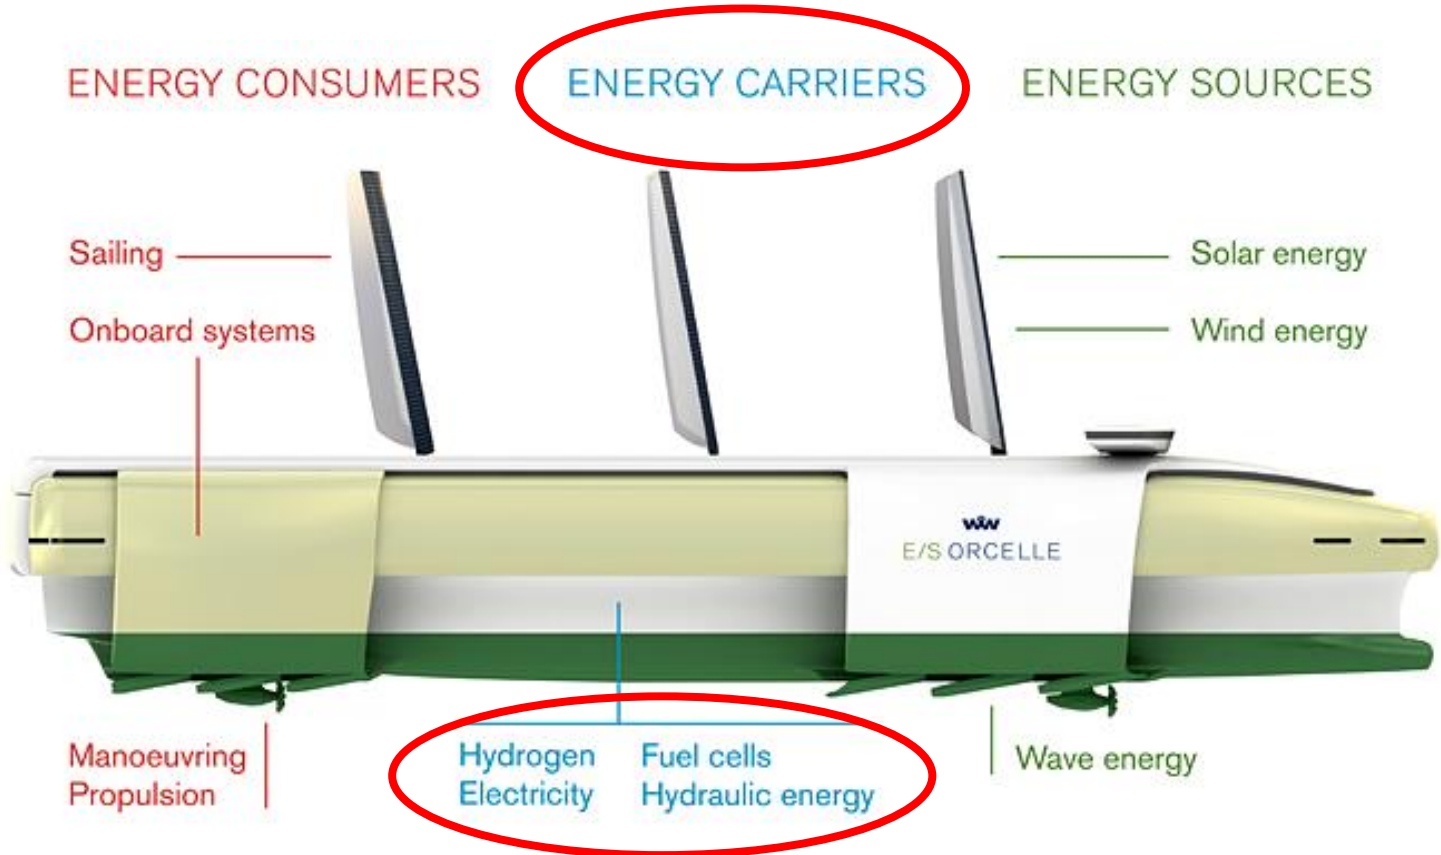 ENERGY CONSUMERS
ENERGY CARRIERS
ENERGY SOURCES
Sailing
Onboard systems
Solar energy
Wind energy
E/S ORCELLE
Manoeuvring
Propulsion
Hydrogen
Electricity
Fuel cells
Hydraulic energy
Wave energy